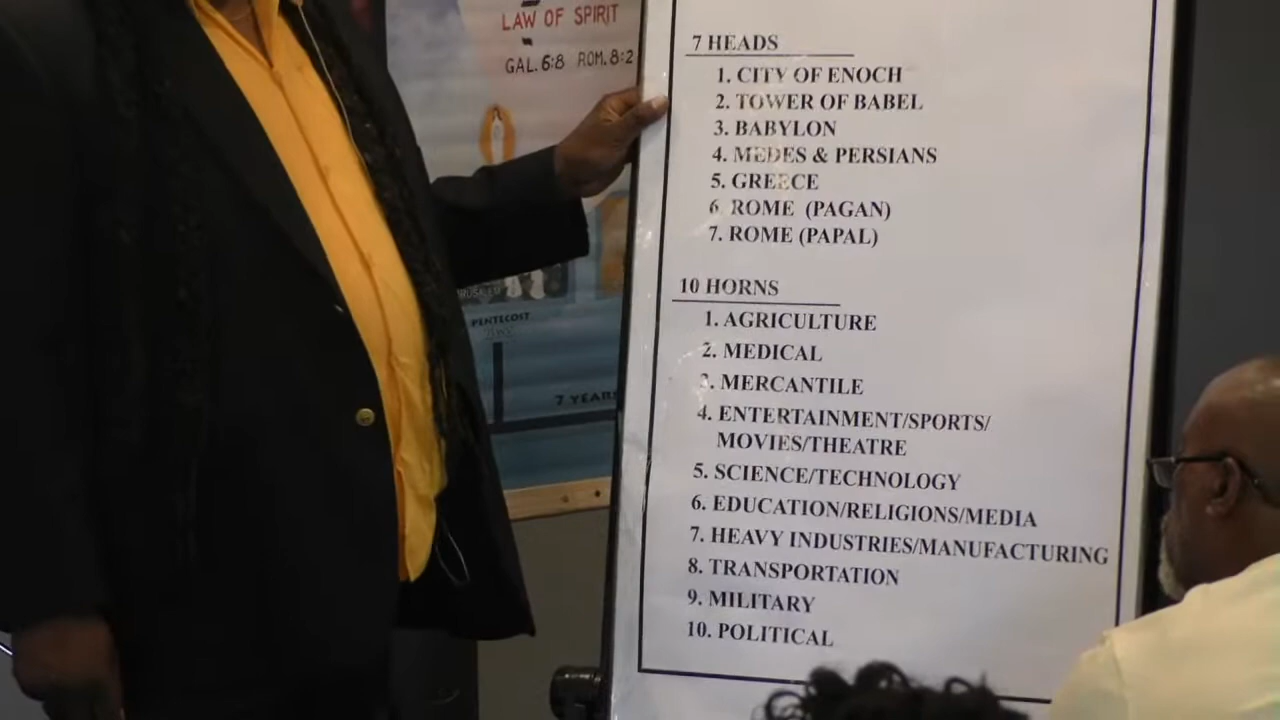 LAW OF SPIRIT
GAL. 6:8 ROM. 8:2
PENTECOST
7 YEARS
7 HEADS
1. CITY OF ENOCH
2. TOWER OF BABEL
3. BABYLON
4. MEDES & PERSIANS
5. GREECE
6. ROME (PAGAN)
7. ROME (PAPAL)
10 HORNS
1. AGRICULTURE
2. MEDICAL
3. MERCANTILE
4. ENTERTAINMENT/SPORTS/
MOVIES/THEATRE
5. SCIENCE/TECHNOLOGY
6. EDUCATION/RELIGIONS/MEDIA
7. HEAVY INDUSTRIES/MANUFACTURING
8. TRANSPORTATION
9. MILITARY
10. POLITICAL